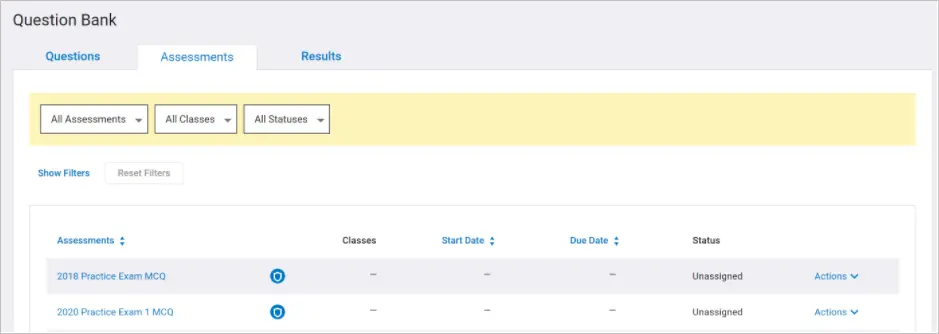 Question Bank
Questions Assessments Results
All Assessments All Classes All Statuses
Show Filters Reset Filters
Assessments Classes Start Date Due Date Status
2018 Practice Exam MCQ — — — Unassigned Actions
2020 Practice Exam 1 MCQ — — — Unassigned Actions